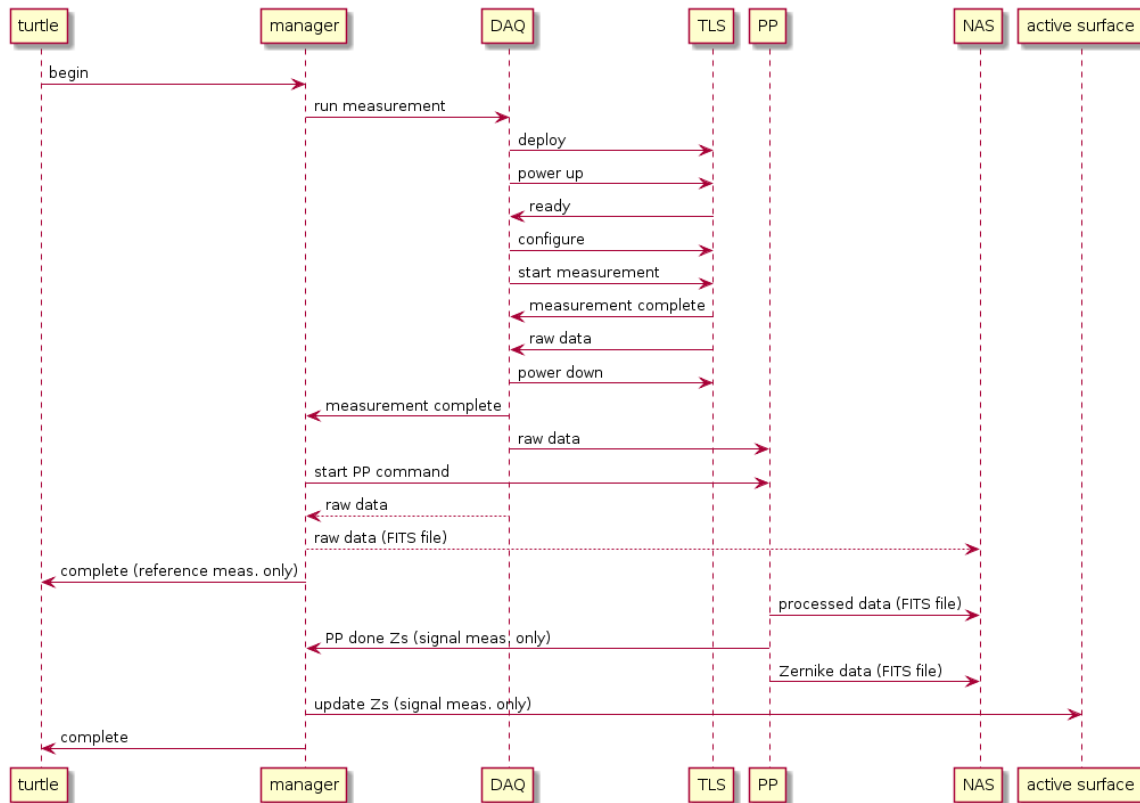 turtle manager DAQ TLS PP NAS active surface
begin
run measurement
deploy
power up
ready
configure
start measurement
measurement complete
raw data
power down
measurement complete
raw data
start PP command
raw data
raw data (FITS file)
complete (reference meas. only)
processed data (FITS file)
PP done Zs (signal meas. only)
Zernike data (FITS file)
update Zs (signal meas. only)
complete
turtle manager DAQ TLS PP NAS active surface